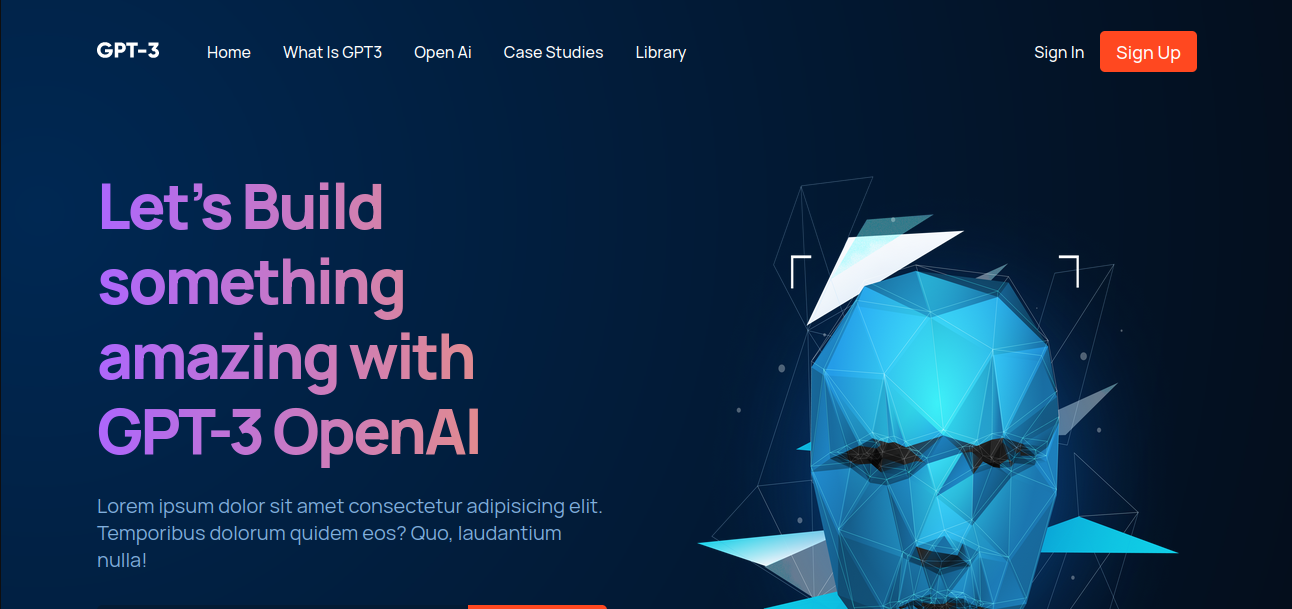 GPT-3 Home What Is GPT3 Open Ai Case Studies Library Sign In Sign Up
Let’s Build
something
amazing with
GPT-3 OpenAI
Lorem ipsum dolor sit amet consectetur adipisicing elit.
Temporibus dolorum quidem eos? Quo, laudantium
nulla!